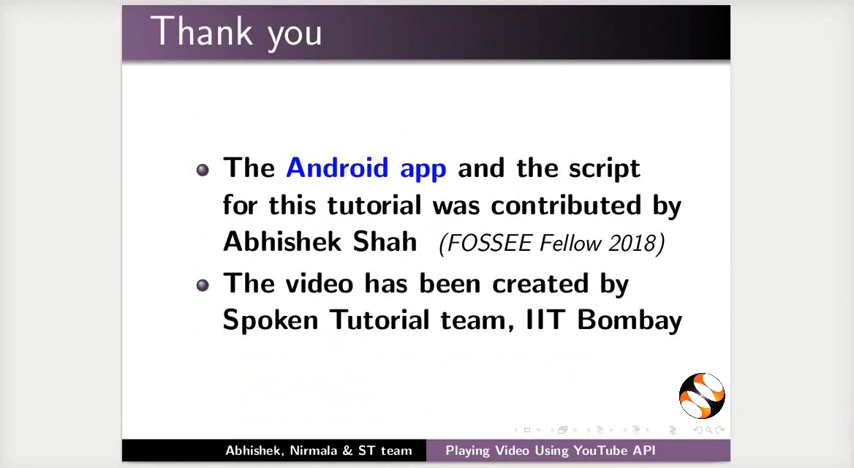 Thank you
The Android app and the script
for this tutorial was contributed by
Abhishek Shah (FOSSEE Fellow 2018)
The video has been created by
Spoken Tutorial team, IIT Bombay
Abhishek, Nirmala & ST team
Playing Video Using YouTube API